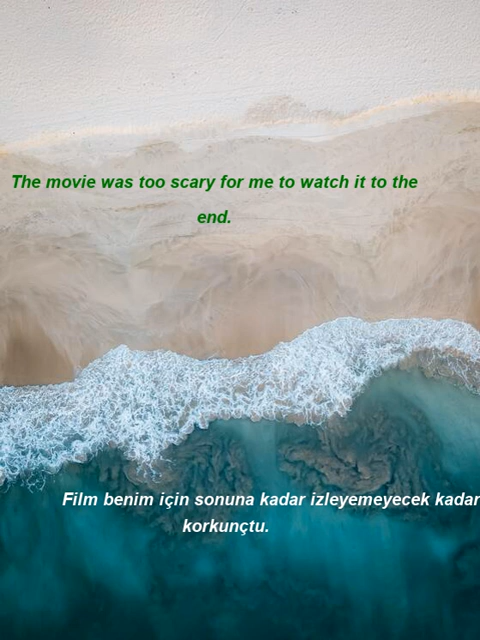 The movie was too scary for me to watch it to the
end.
Film benim için sonuna kadar izleyemeyecek kadar
korkunçtu.